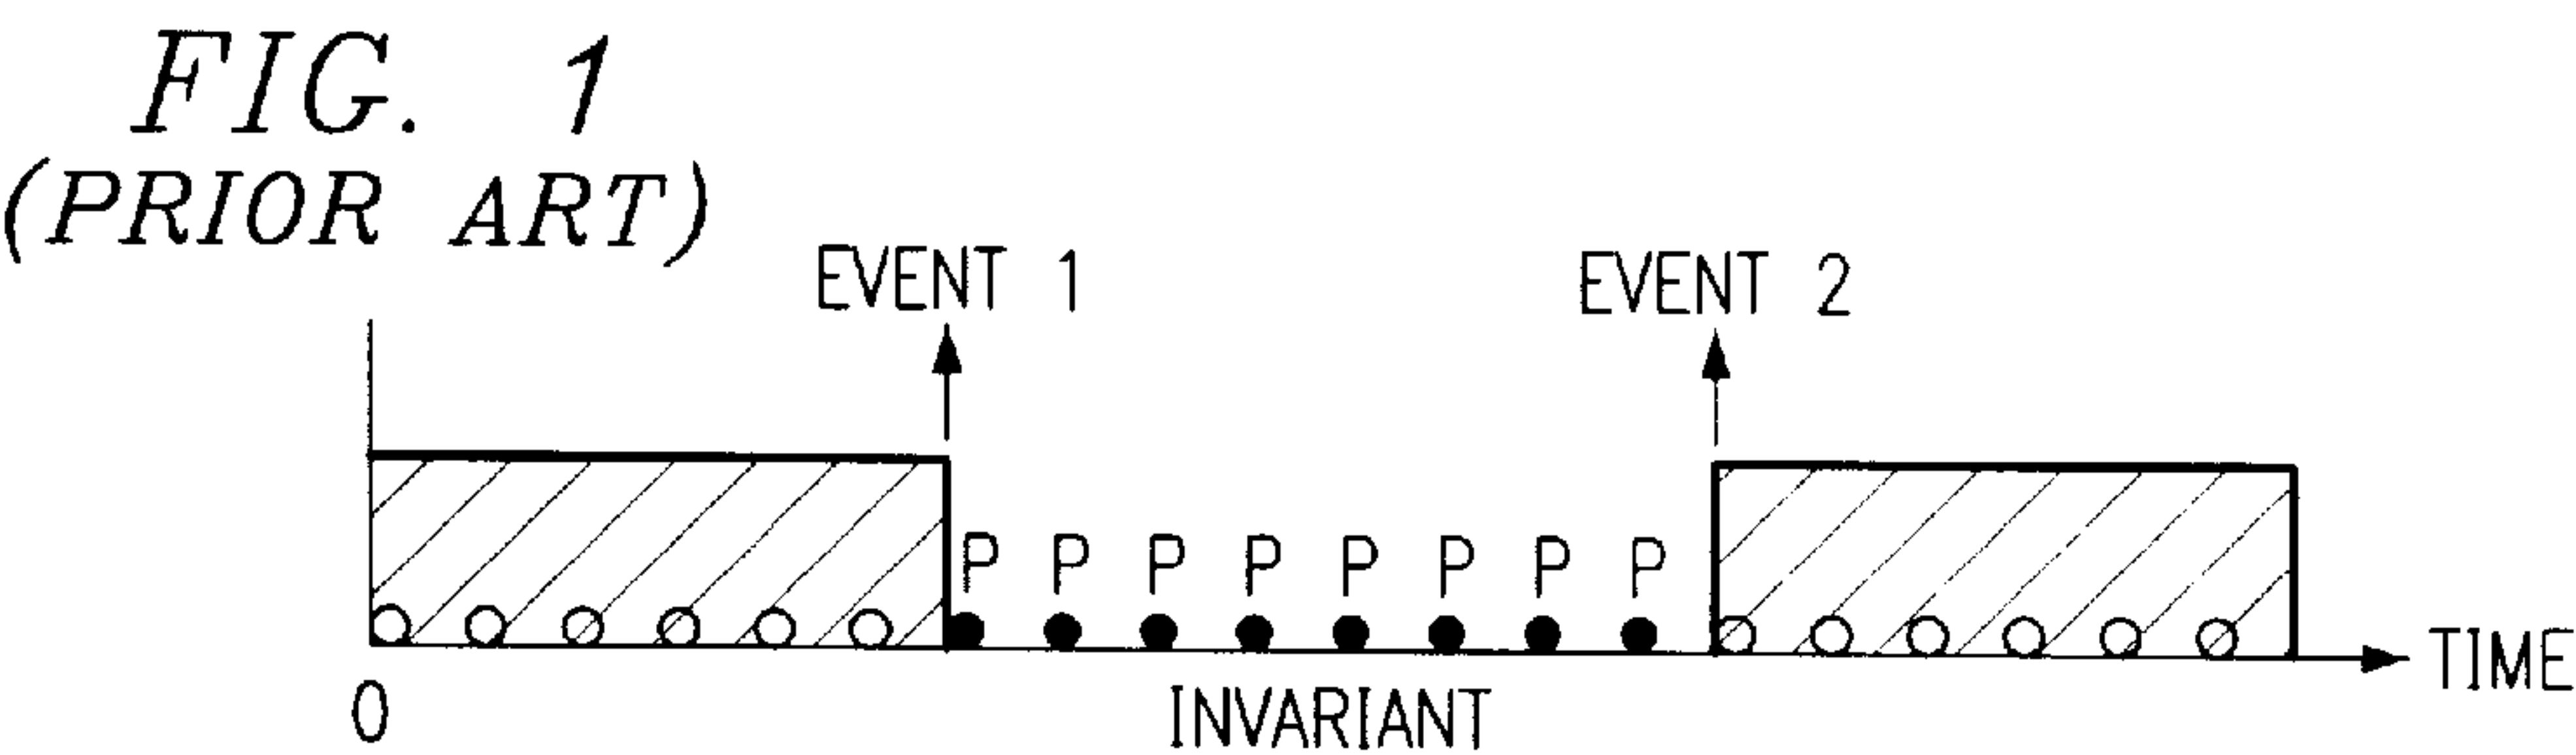 FIG. 1
(PRIOR ART)
EVENT 1 EVENT 2
P P P P P P P P
TIME
0 INVARIANT